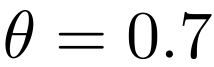 θ = 0.7